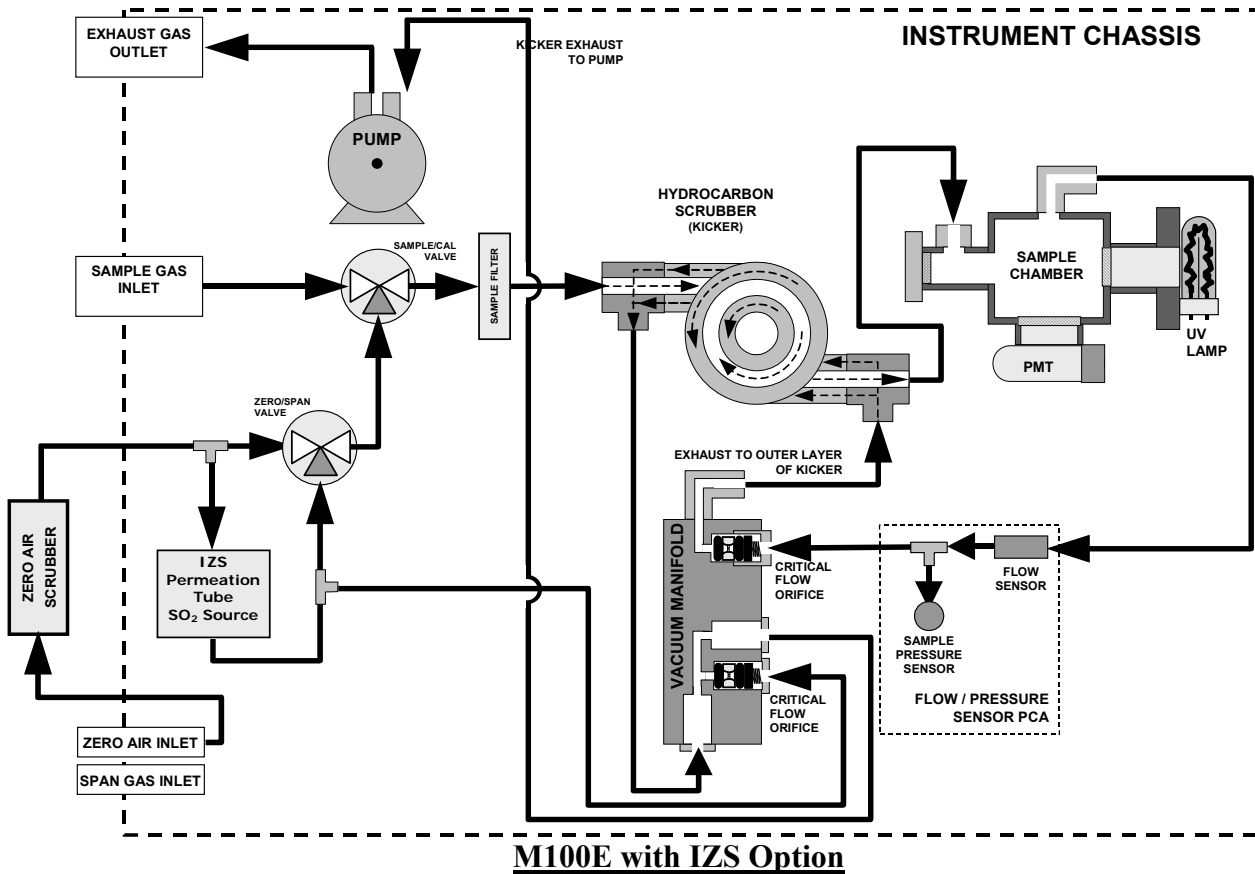 EXHAUST GAS
OUTLET
KICKER EXHAUST
TO PUMP
INSTRUMENT CHASSIS
PUMP
HYDROCARBON
SCRUBBER
(KICKER)
SAMPLE/CAL
VALVE
SAMPLE FILTER
SAMPLE GAS
INLET
SAMPLE
CHAMBER
UV
LAMP
PMT
ZERO/SPAN
VALVE
EXHAUST TO OUTER LAYER
OF KICKER
ZERO AIR
SCRUBBER
IZS
Permeation
Tube
SO₂ Source
VACUUM MANIFOLD
CRITICAL
FLOW
ORIFICE
FLOW
SENSOR
SAMPLE
PRESSURE
SENSOR
CRITICAL
FLOW
ORIFICE
FLOW / PRESSURE
SENSOR PCA
ZERO AIR INLET
SPAN GAS INLET
M100E with IZS Option